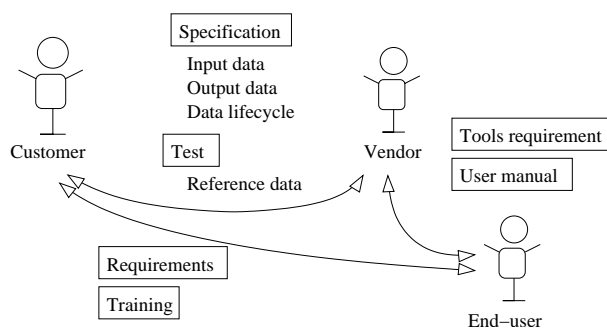 Specification
Input data
Output data
Data lifecycle
Customer
Test
Reference data
Vendor
Tools requirement
User manual
Requirements
Training
End–user